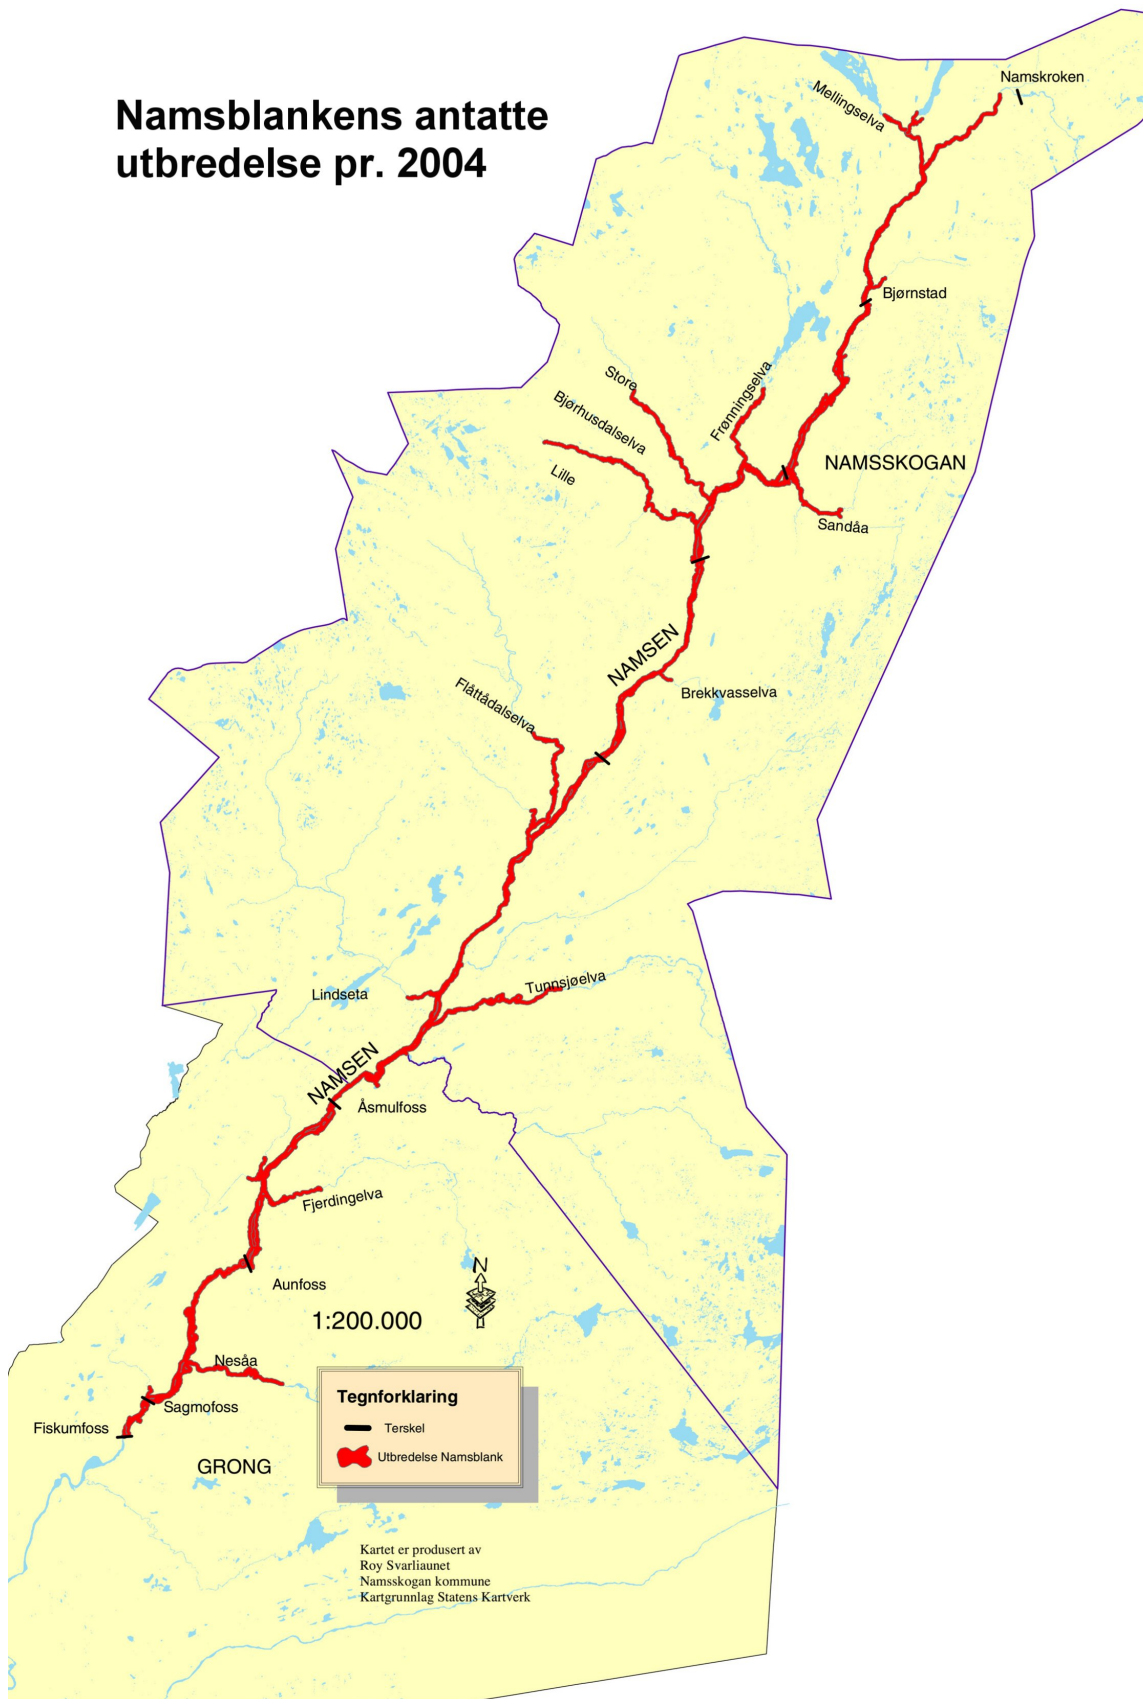 Namsblankens antatte
utbredelse pr. 2004
Namskroken
Mellingselva
Bjørnstad
Store
Bjørhusdalselva
Lille
Frønningselva
NAMSSKOGAN
Sandåa
NAMSEN
Brekkvasselva
Flåttådalselva
Tunnsjøelva
Lindseta
NAMSEN
Åsmulfoss
Fjerdingelva
N
Aunfoss
1:200.000
Nesåa
Sagmofoss
Fiskumfoss
GRONG
Tegnforklaring
Terskel
Utbredelse Namsblank
Kartet er produsert av
Roy Svarliaunet
Namsskogan kommune
Kartgrunnlag Statens Kartverk